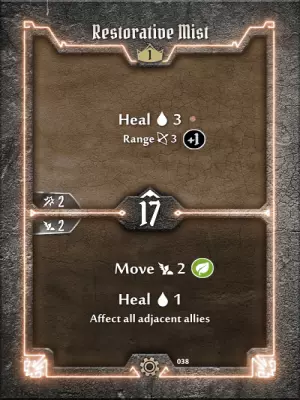 Restorative Mist
1
Heal 3
Range 3 +1
2
17
2
Move 2
Heal 1
Affect all adjacent allies
038